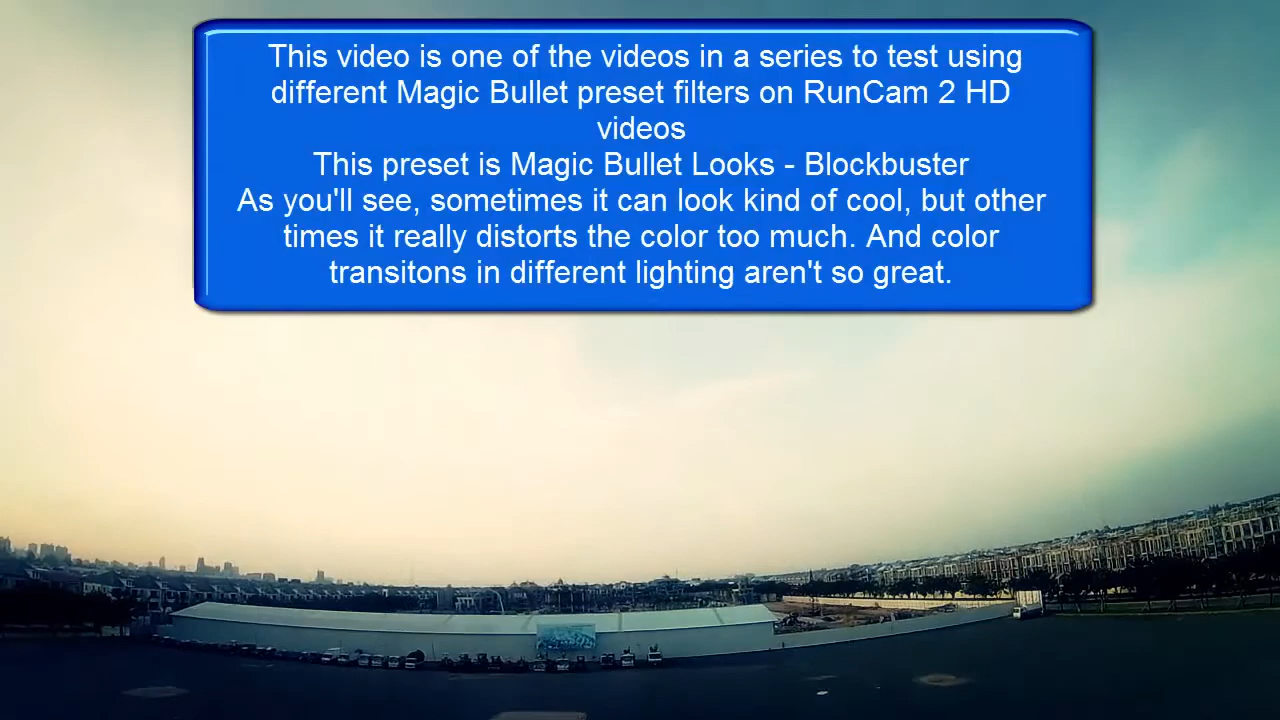 This video is one of the videos in a series to test using
different Magic Bullet preset filters on RunCam 2 HD
videos
This preset is Magic Bullet Looks - Blockbuster
As you'll see, sometimes it can look kind of cool, but other
times it really distorts the color too much. And color
transitons in different lighting aren't so great.